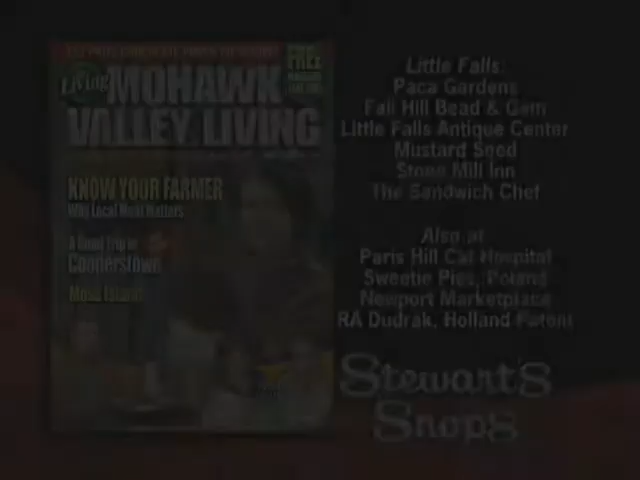 FREE
Living
MOHAWK
VALLEY LIVING
KNOW YOUR FARMER
Why Local Meat Matters
A Road Trip to
Cooperstown
Little Falls:
Paca Gardens
Fall Hill Bead & Gem
Little Falls Antique Center
Mustard Seed
Stone Mill Inn
The Sandwich Chef
Also at
Paris Hill Cat Hospital
Sweetie Pies, Poland
Newport Marketplace
RA Dudrak, Holland Patent
Stewart's
Shops